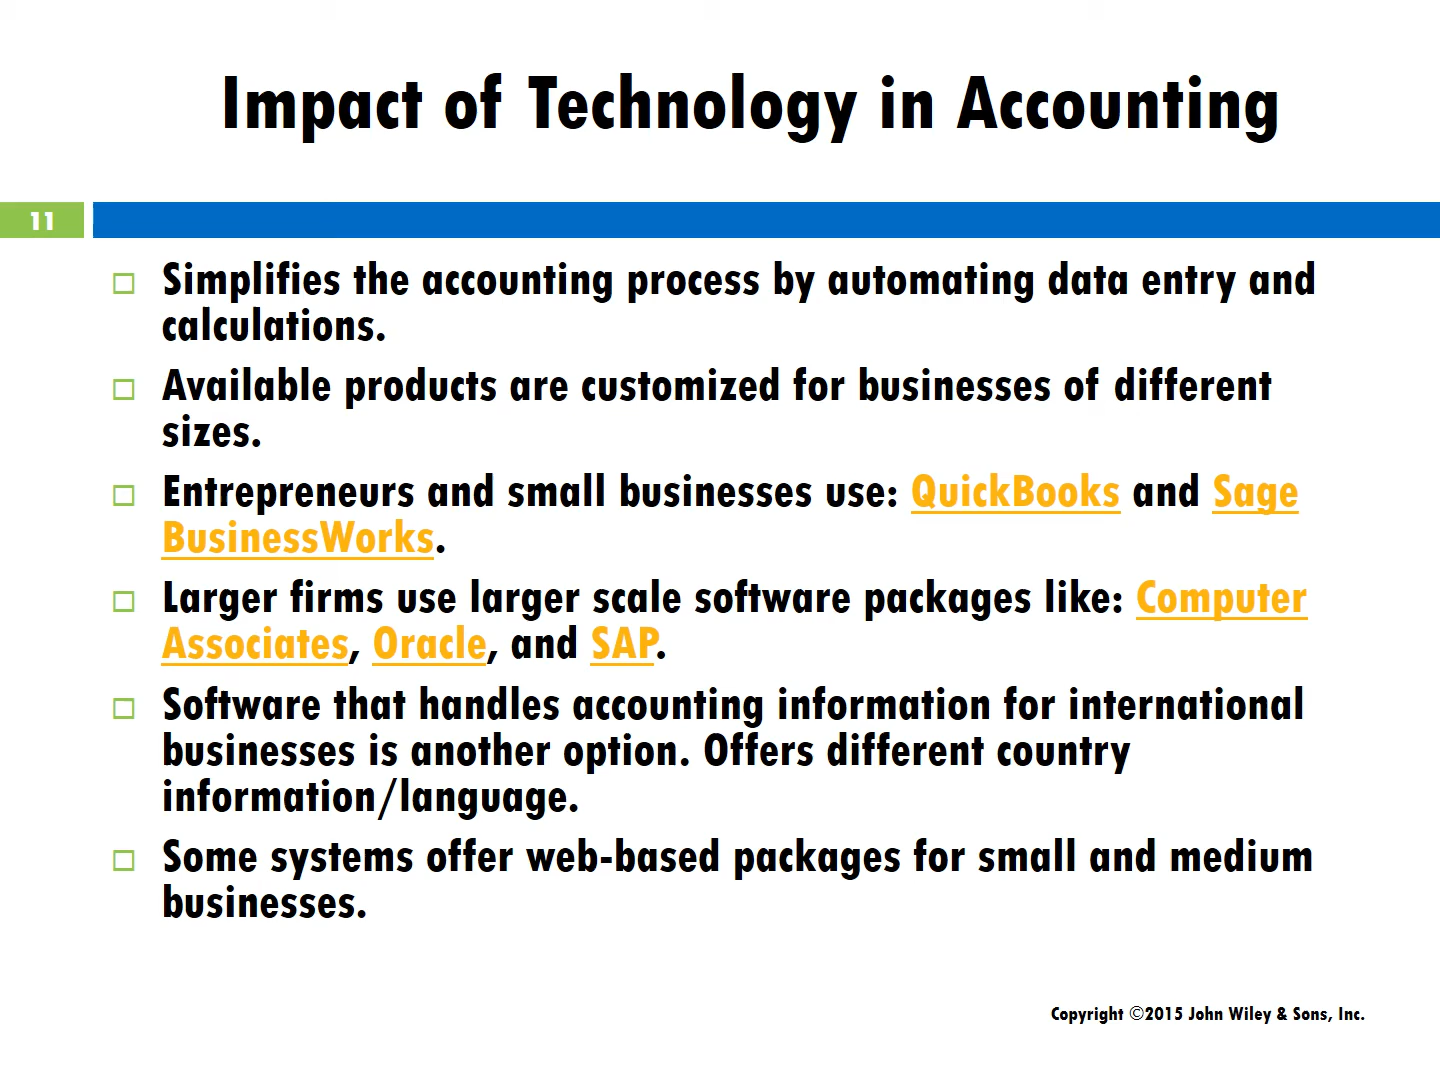 Impact of Technology in Accounting
11
Simplifies the accounting process by automating data entry and
calculations.
Available products are customized for businesses of different
sizes.
Entrepreneurs and small businesses use: QuickBooks and Sage
BusinessWorks.
Larger firms use larger scale software packages like: Computer
Associates, Oracle, and SAP.
Software that handles accounting information for international
businesses is another option. Offers different country
information/language.
Some systems offer web-based packages for small and medium
businesses.
Copyright ©2015 John Wiley & Sons, Inc.